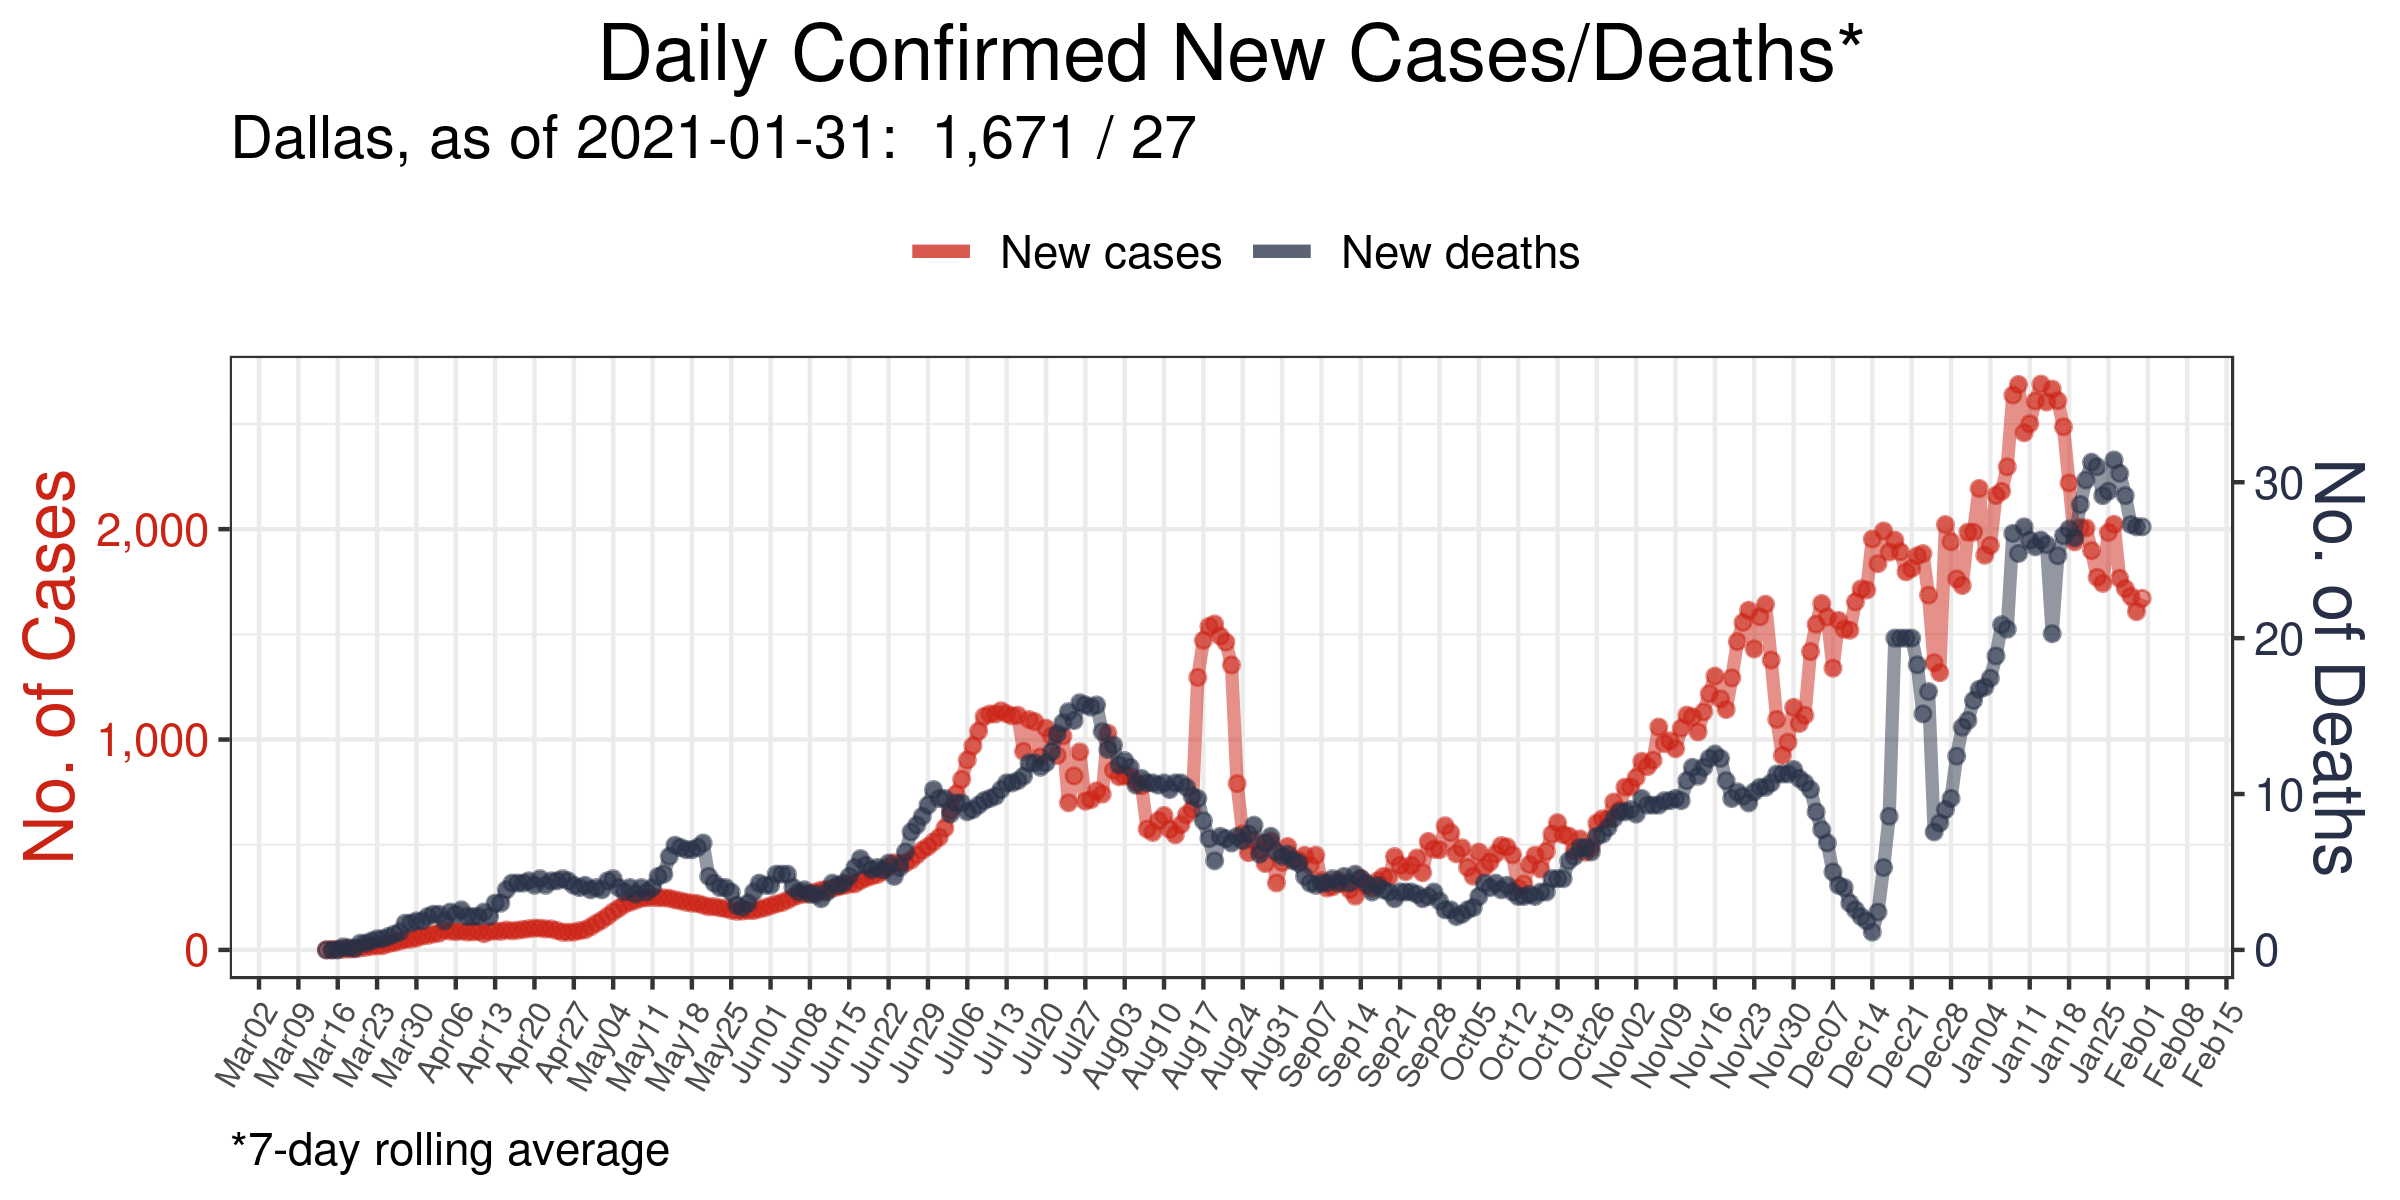 Daily Confirmed New Cases/Deaths*
Dallas, as of 2021-01-31:  1,671 / 27
New cases
New deaths
No. of Cases
2,000
1,000
0
30
20
10
0
No. of Deaths
Mar02
Mar09
Mar16
Mar23
Mar30
Apr06
Apr13
Apr20
Apr27
May04
May11
May18
May25
Jun01
Jun08
Jun15
Jun22
Jun29
Jul06
Jul13
Jul20
Jul27
Aug03
Aug10
Aug17
Aug24
Aug31
Sep07
Sep14
Sep21
Sep28
Oct05
Oct12
Oct19
Oct26
Nov02
Nov09
Nov16
Nov23
Nov30
Dec07
Dec14
Dec21
Dec28
Jan04
Jan11
Jan18
Jan25
Feb01
Feb08
Feb15
*7-day rolling average